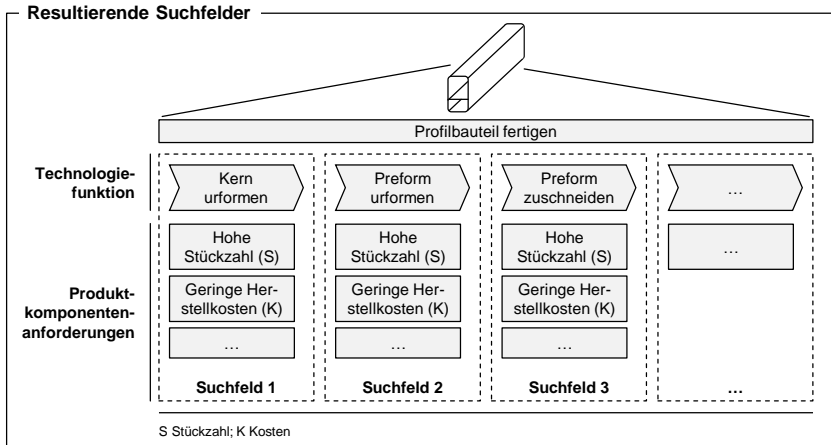 Resultierende Suchfelder
Profilbauteil fertigen
Technologie-
funktion
Kern
urformen
Preform
urformen
Preform
zuschneiden
…
Produkt-
komponenten-
anforderungen
Hohe
Stückzahl (S)
Hohe
Stückzahl (S)
Hohe
Stückzahl (S)
…
Geringe Her-
stellkosten (K)
Geringe Her-
stellkosten (K)
Geringe Her-
stellkosten (K)
…
…
…
Suchfeld 1
Suchfeld 2
Suchfeld 3
…
S Stückzahl; K Kosten